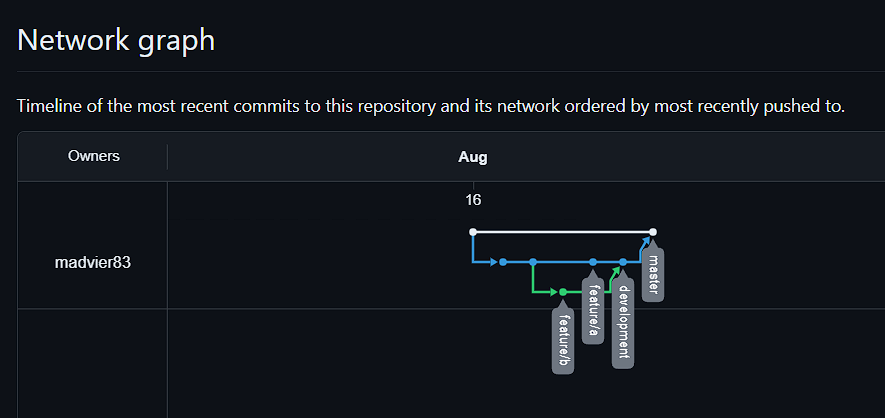 Network graph
Timeline of the most recent commits to this repository and its network ordered by most recently pushed to.
Owners
Aug
16
madvier83
master
development
feature/a
feature/b